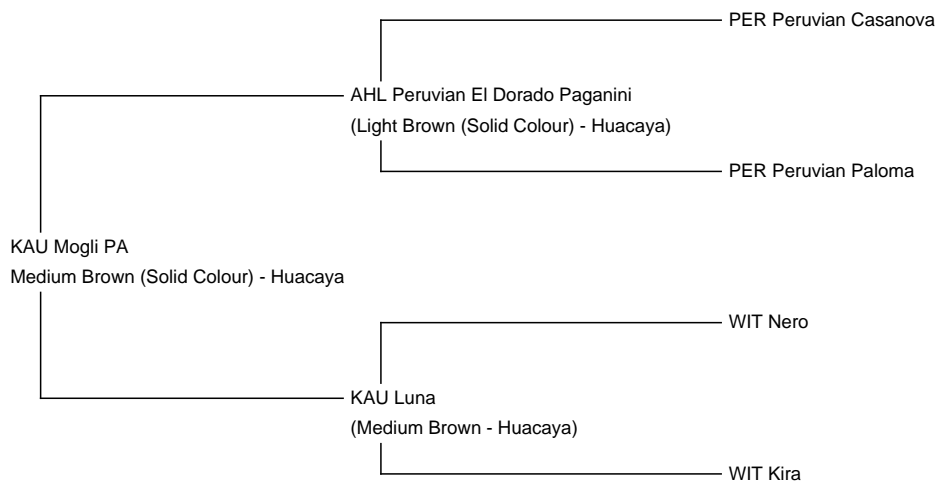 PER Peruvian Casanova
AHL Peruvian El Dorado Paganini
(Light Brown (Solid Colour) - Huacaya)
PER Peruvian Paloma
KAU Mogli PA
Medium Brown (Solid Colour) - Huacaya
WIT Nero
KAU Luna
(Medium Brown - Huacaya)
WIT Kira